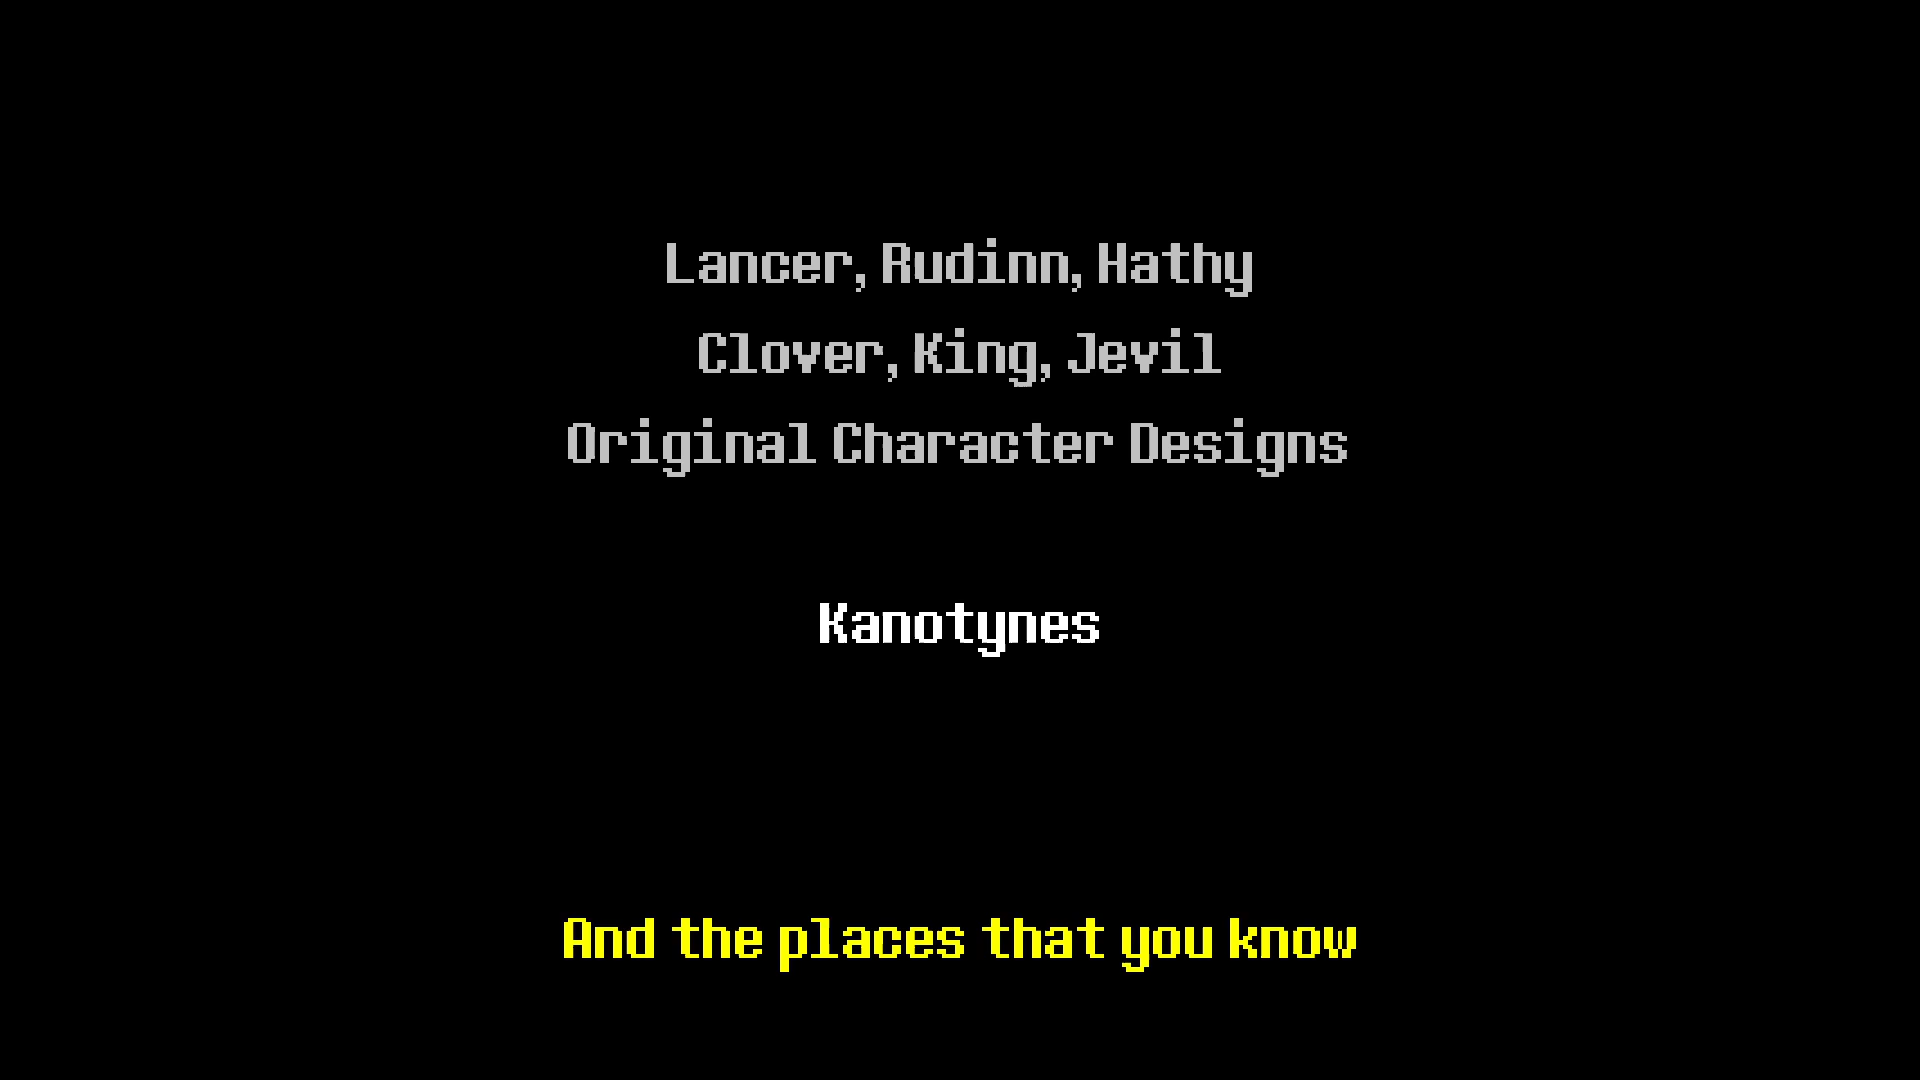 Lancer, Rudinn, Hathy
Clover, King, Jevil
Original Character Designs
Kanotynes
And the places that you know